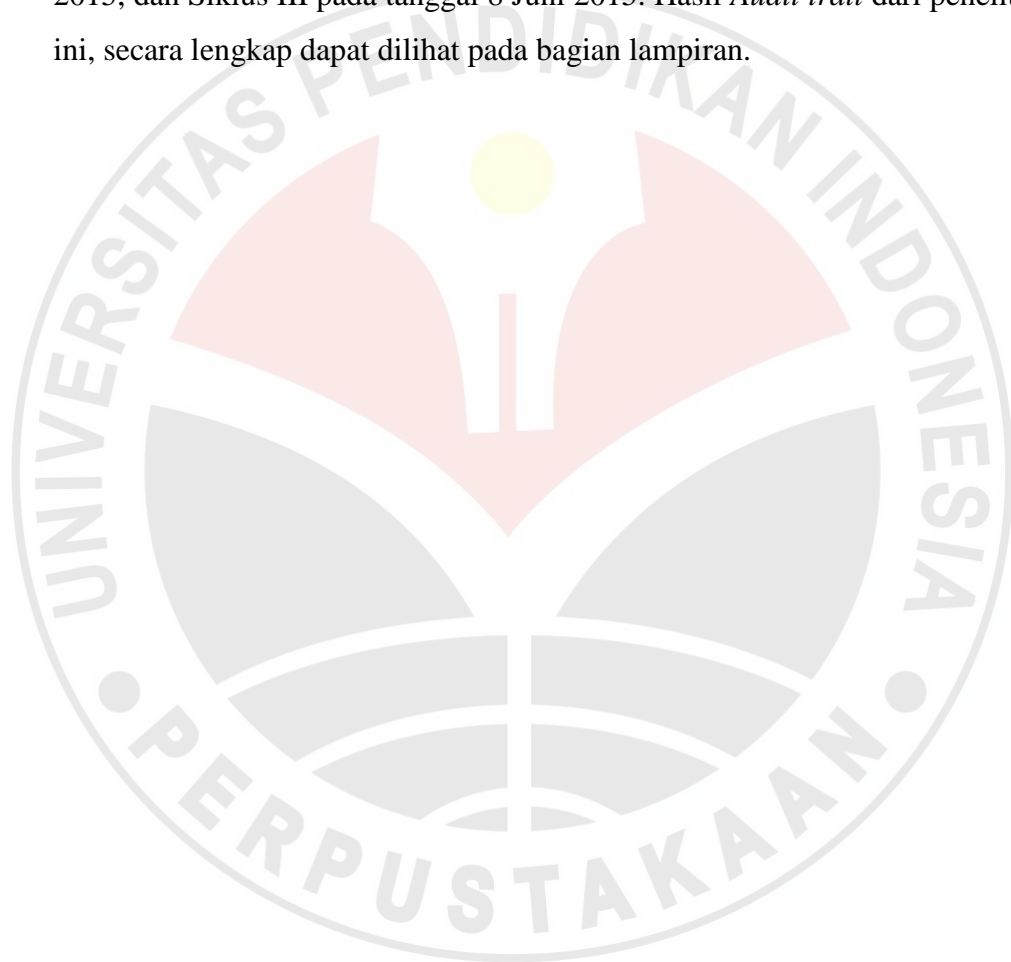 2013, dan Siklus III pada tanggal 8 Juni 2013. Hasil Audit trail dari
ini, secara lengkap dapat dilihat pada bagian lampiran.
UNIVERSITAS PENDIDIKAN INDONESIA
PERPUSTAKAAN